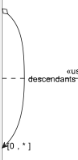 «us
descendants
[0, *]